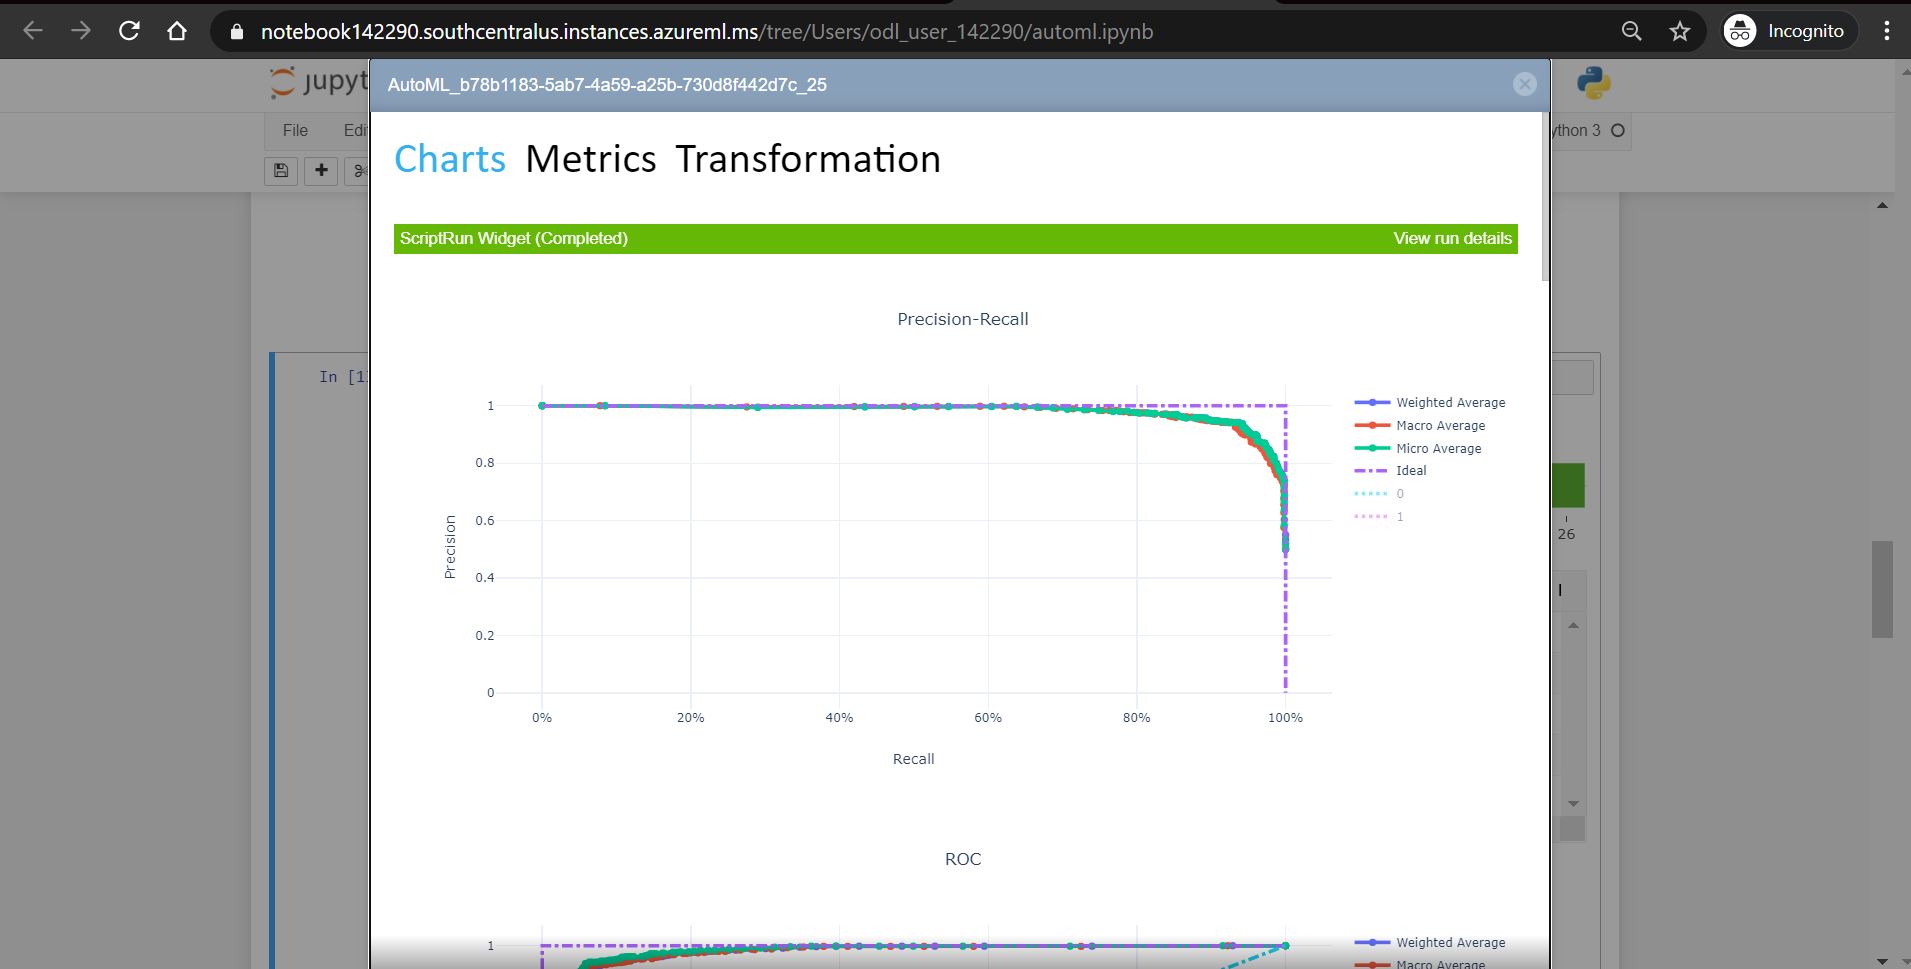 notebook142290.southcentralus.instances.azureml.ms/tree/Users/odl_user_142290/automl.ipynb
Incognito
AutoML_b78b1183-5ab7-4a59-a25b-730d8f442d7c_25
File
ython 3
Charts Metrics Transformation
ScriptRun Widget (Completed)
View run details
Precision-Recall
In [1
1
0.8
0.6
0.4
0.2
0
Precision
0%
20%
40%
60%
80%
100%
Recall
Weighted Average
Macro Average
Micro Average
Ideal
0
1
26
ROC
1
Weighted Average
Macro Average